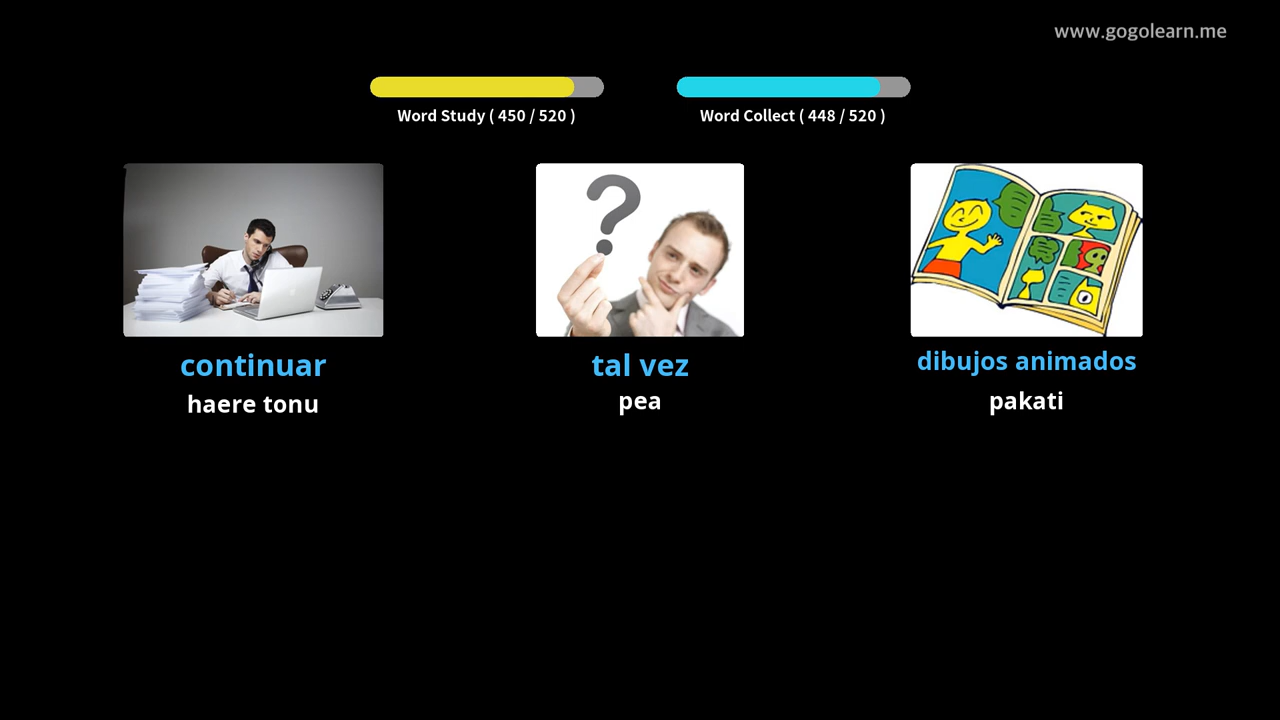 www.gogolearn.me
Word Study ( 450 / 520 )
Word Collect ( 448 / 520 )
continuar
haere tonu
tal vez
pea
dibujos animados
pakati